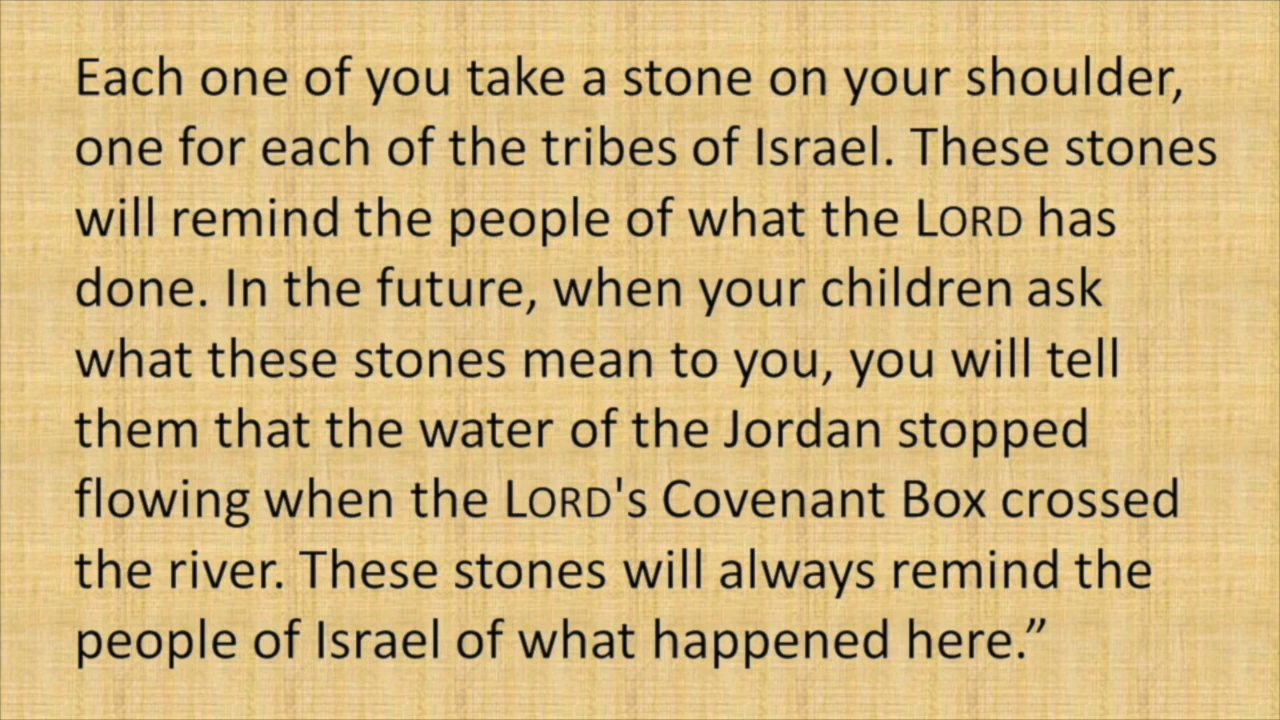 Each one of you take a stone on your shoulder,
one for each of the tribes of Israel. These stones
will remind the people of what the LORD has
done. In the future, when your children ask
what these stones mean to you, you will tell
them that the water of the Jordan stopped
flowing when the LORD's Covenant Box crossed
the river. These stones will always remind the
people of Israel of what happened here.”